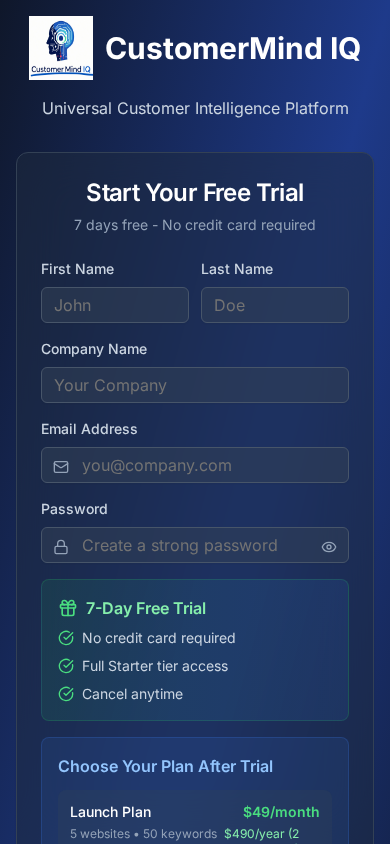 CustomerMind IQ
CustomerMind IQ
Universal Customer Intelligence Platform
Start Your Free Trial
7 days free - No credit card required
First Name
Last Name
John
Doe
Company Name
Your Company
Email Address
you@company.com
Password
Create a strong password
7-Day Free Trial
No credit card required
Full Starter tier access
Cancel anytime
Choose Your Plan After Trial
Launch Plan
$49/month
5 websites • 50 keywords
$490/year (2